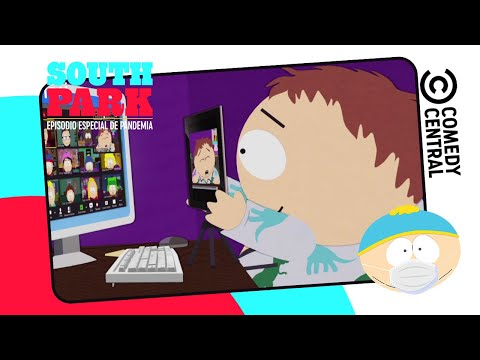 SOUTH
PARK
EPISODIO ESPECIAL DE PANDEMIA
COMEDY
CENTRAL